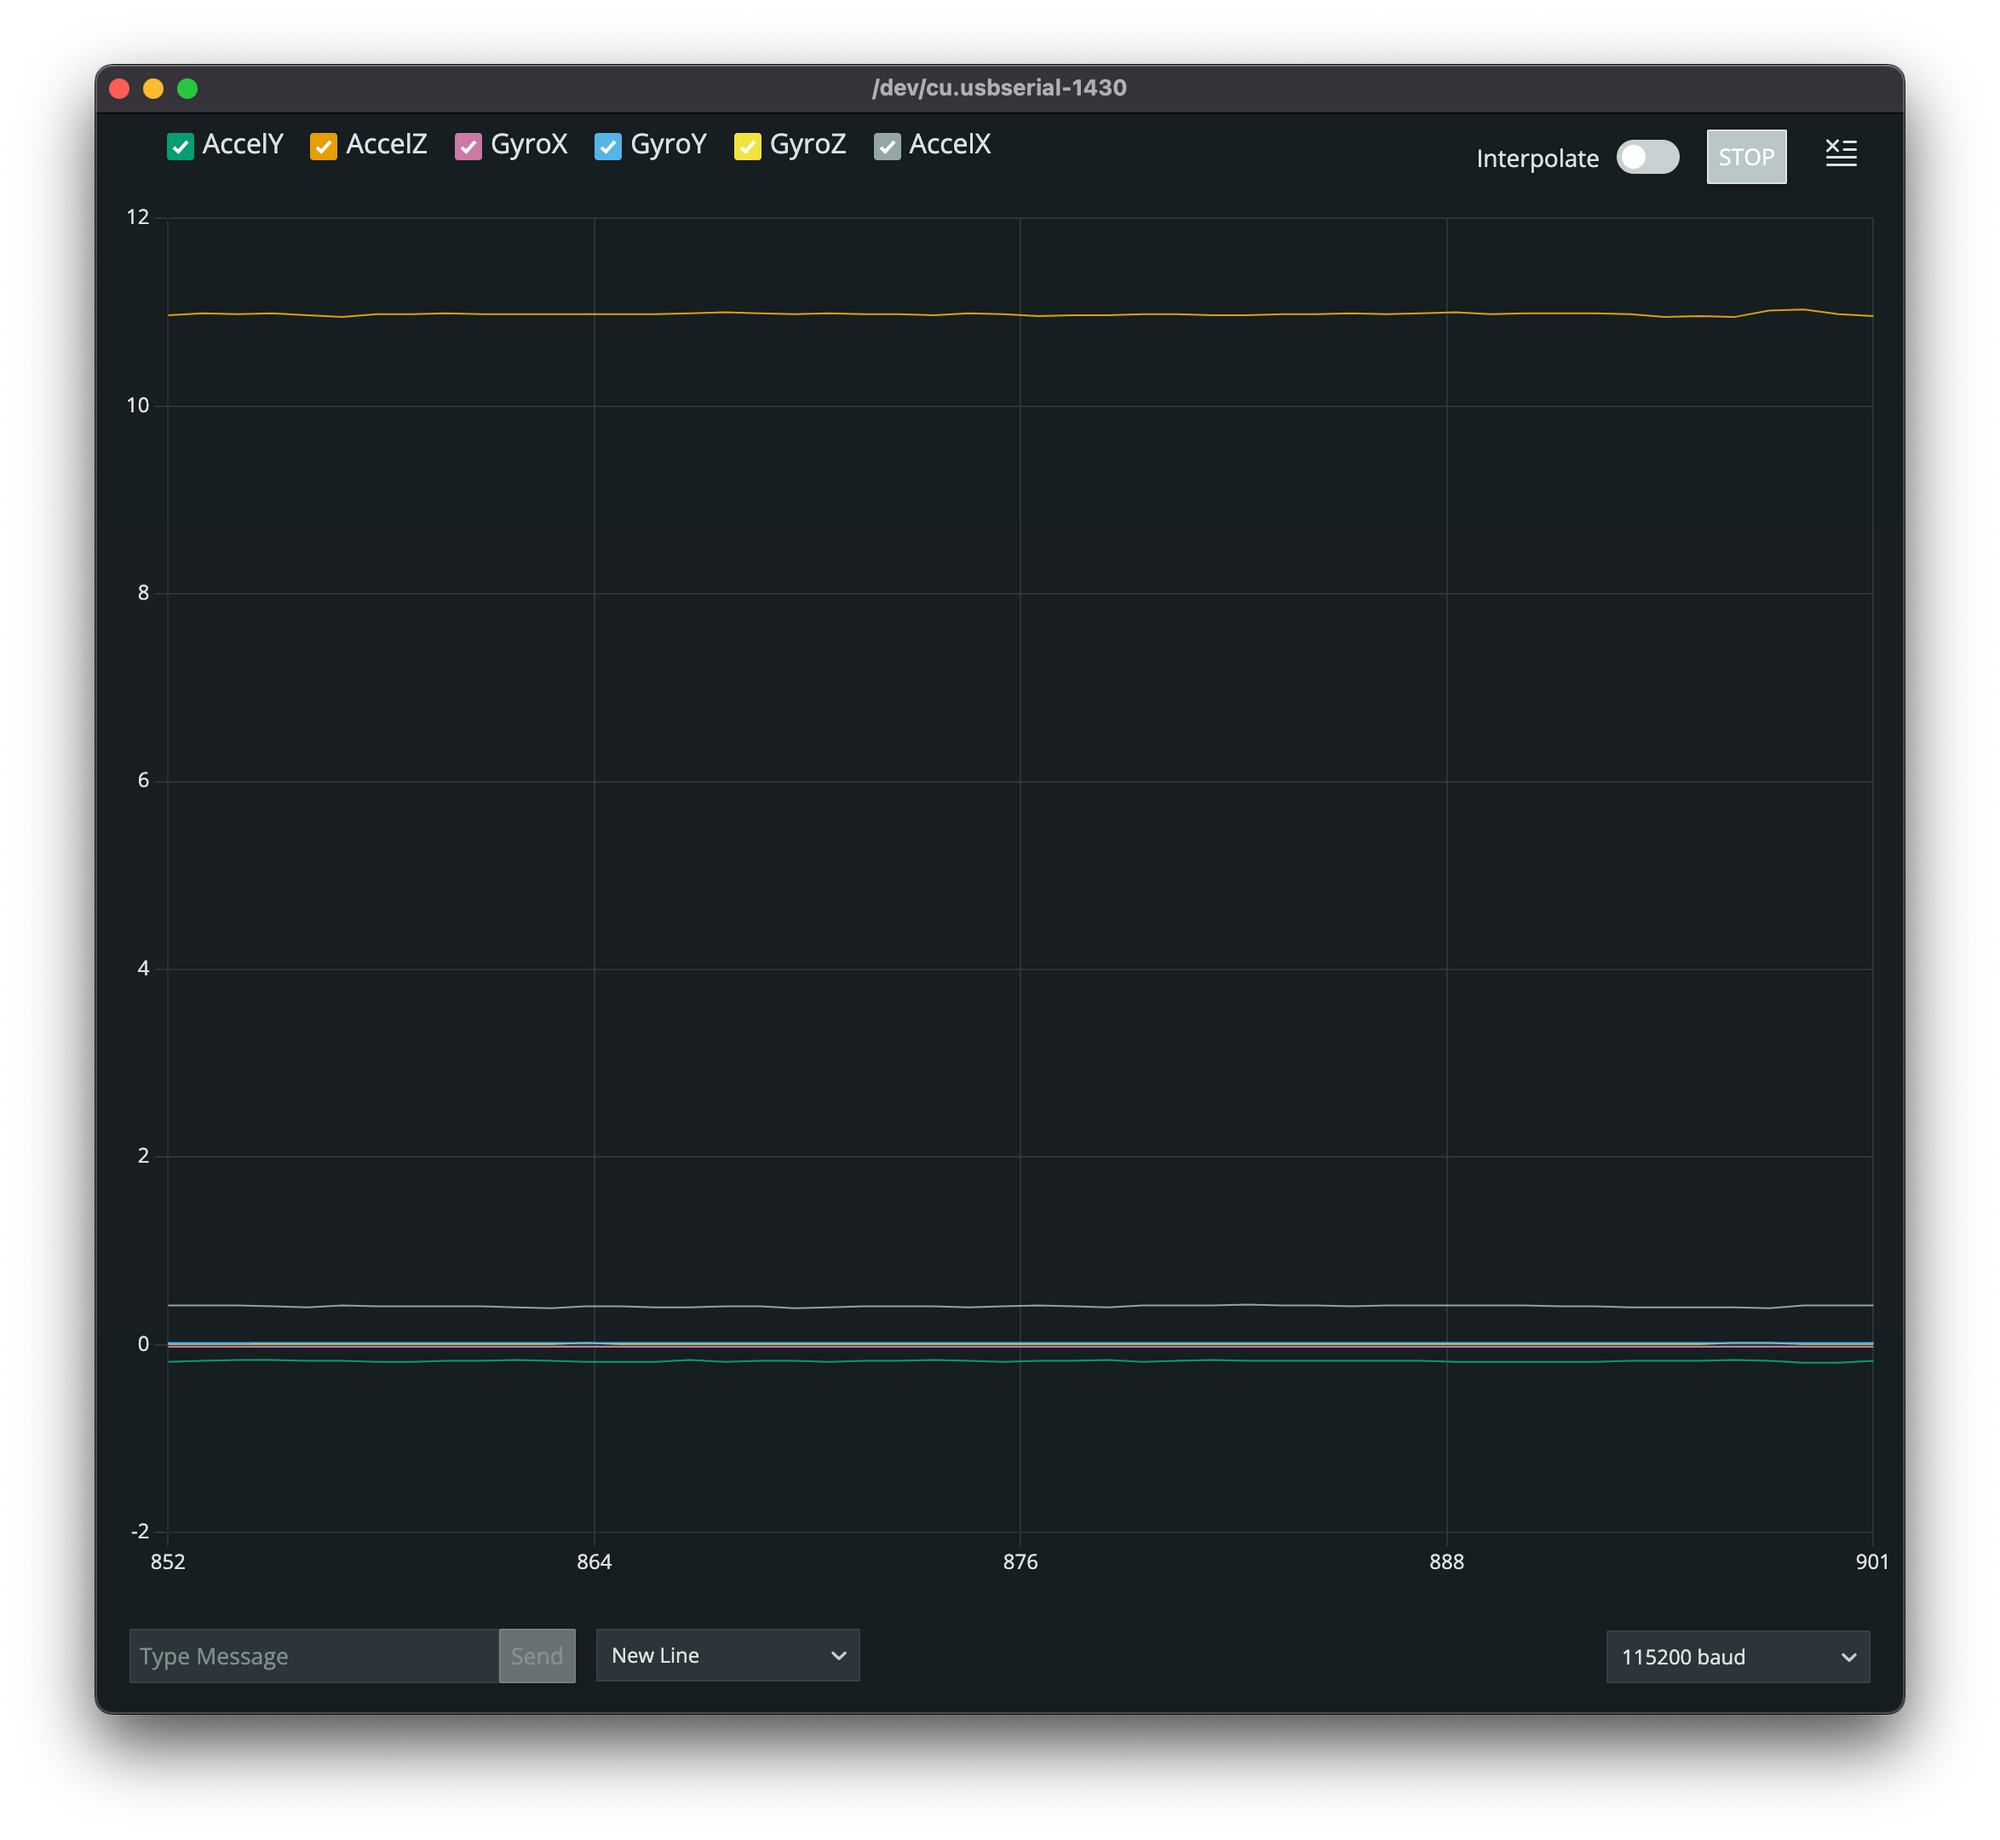 /dev/cu.usbserial-1430
AccelY AccelZ GyroX GyroY GyroZ AccelX
Interpolate STOP
12
10
8
6
4
2
0
-2
852 864 876 888 901
Type Message Send New Line 115200 baud